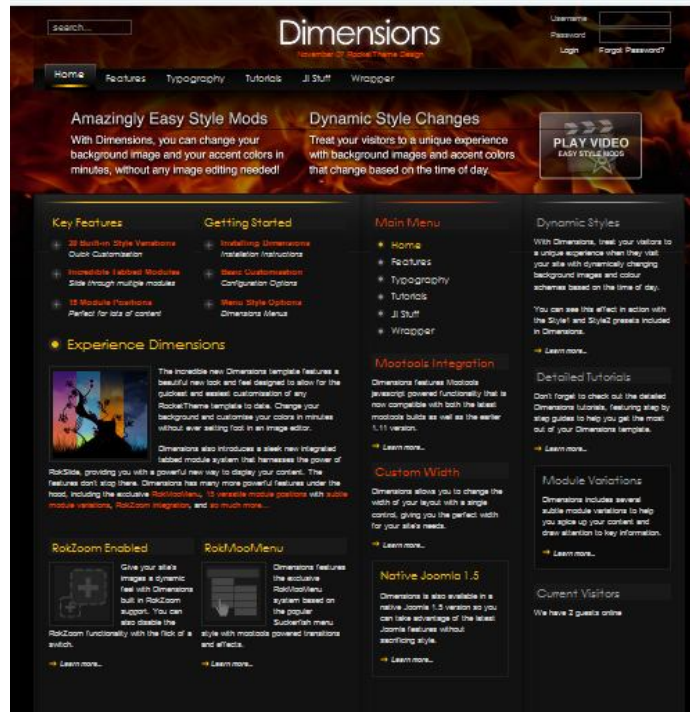 search...
Dimensions
November 07 RocketTheme Design
Username
Password
Login Forgot Password?
Home Features Typography Tutorials JI Stuff Wrapper
Amazingly Easy Style Mods
With Dimensions, you can change your
background image and your accent colors in
minutes, without any image editing needed!
Dynamic Style Changes
Treat your visitors to a unique experience
with background images and accent colors
that change based on the time of day.
PLAY VIDEO
EASY STYLE MODS
Key Features
20 Built-in Style Variations
Quick Customisation
Incredible Tabbed Modules
Slide through multiple modules
15 Module Positions
Perfect for lots of content
Getting Started
Installing Dimensions
Installation Instructions
Basic Customisation
Configuration Options
Menu Style Options
Dimensions Menus
Experience Dimensions
The incredible new Dimensions template features a
beautiful new look and feel designed to allow for the
quickest and easiest customisation of any
RocketTheme template to date. Change your
background and customise your colors in minutes
without ever setting foot in an image editor.
Dimensions also introduces a sleek new integrated
tabbed module system that harnesses the power of
RokSlide, providing you with a powerful new way to display your content. The
features don't stop there. Dimensions has many more powerful features under the
hood, including the exclusive RokMooMenu, 15 versatile module positions with subtle
module variations, RokZoom integration, and so much more...
RokZoom Enabled
Give your site's
images a dynamic
feel with Dimensions
built in RokZoom
support. You can
also disable the
RokZoom functionality with the flick of a
switch.
Learn more...
RokMooMenu
Dimensions features
the exclusive
RokMooMenu
system based on
the popular
Suckerfish menu
style with mootools powered transitions
and effects.
Learn more...
Main Menu
Home
Features
Typography
Tutorials
JI Stuff
Wrapper
Mootools Integration
Dimensions features Mootools
javascript powered functionality that is
now compatible with both the latest
mootools builds as well as the earlier
1.11 version.
Learn more...
Custom Width
Dimensions allows you to change the
width of your layout with a single
control, giving you the perfect width
for your site's needs.
Learn more...
Native Joomla 1.5
Dimensions is also available in a
native Joomla 1.5 version so you
can take advantage of the latest
Joomla features without
sacrificing style.
Learn more...
Dynamic Styles
With Dimensions, treat your visitors to
a unique experience when they visit
your site with dynamically changing
background images and colour
schemes based on the time of day.
You can see this effect in action with
the Style1 and Style2 presets included
in Dimensions.
Learn more...
Detailed Tutorials
Don't forget to check out the detailed
Dimensions tutorials, featuring step by
step guides to help you get the most
out of your Dimensions template.
Learn more...
Module Variations
Dimensions includes several
subtle module variations to help
you spice up your content and
draw attention to key information.
Learn more...
Current Visitors
We have 2 guests online